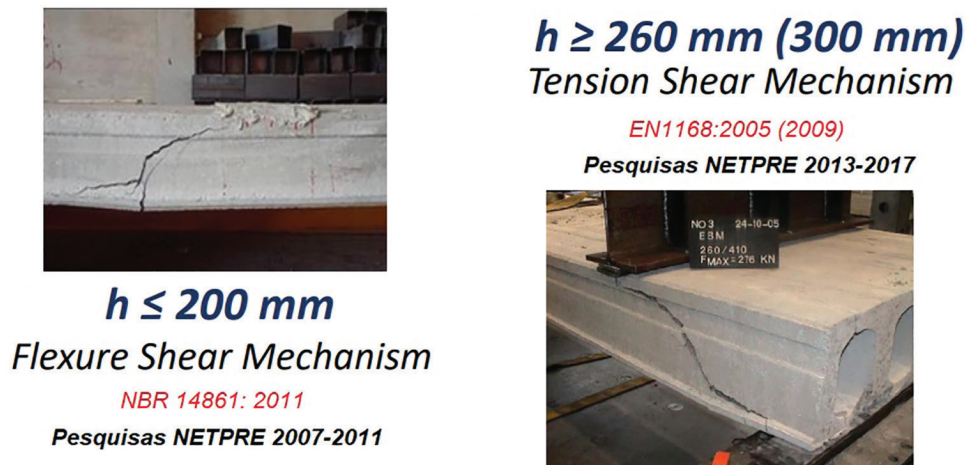 h ≤ 200 mm
Flexure Shear Mechanism
NBR 14861: 2011
Pesquisas NETPRE 2007-2011
h ≥ 260 mm (300 mm)
Tension Shear Mechanism
EN1168:2005 (2009)
Pesquisas NETPRE 2013-2017
NO 3 24-10-05
EBM
260/410
FMAX=276 KN